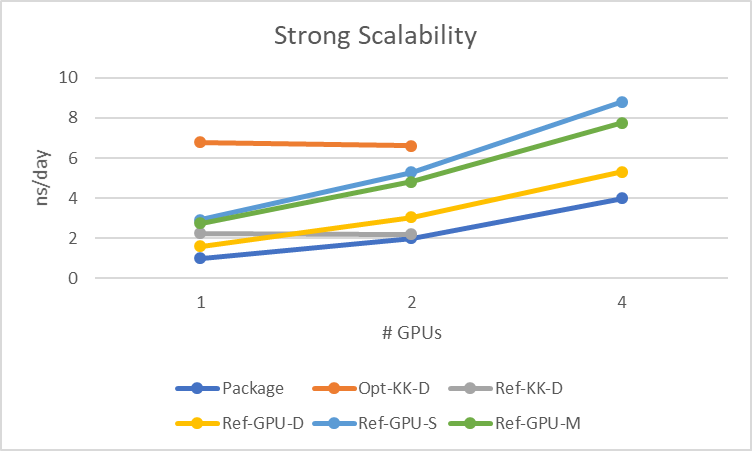 Strong Scalability
10
8
6
4
2
0
ns/day
1 2 4
# GPUs
Package Opt-KK-D Ref-KK-D
Ref-GPU-D Ref-GPU-S Ref-GPU-M